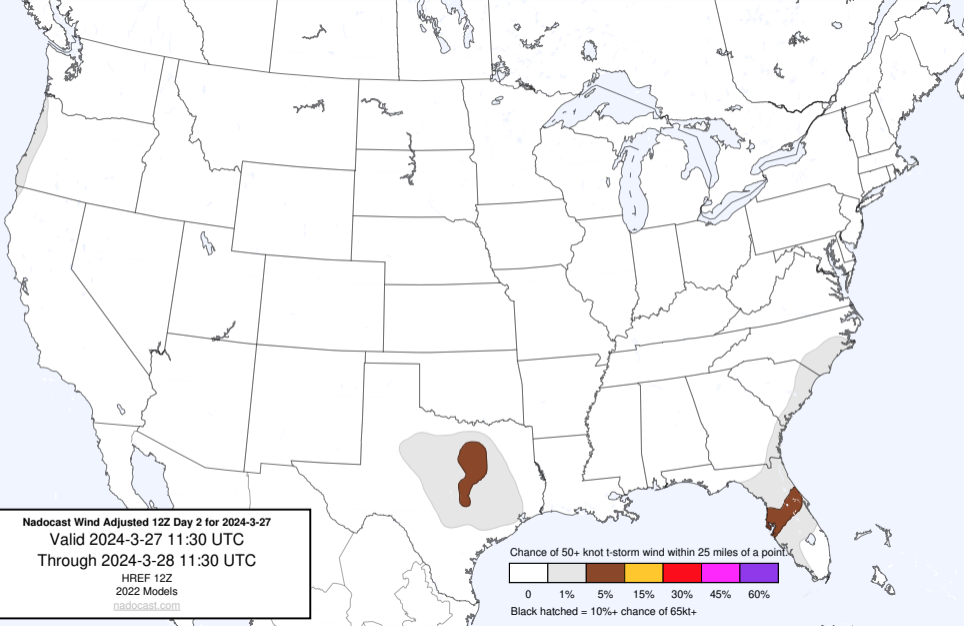 Nadocast Wind Adjusted 12Z Day 2 for 2024-3-27
Valid 2024-3-27 11:30 UTC
Through 2024-3-28 11:30 UTC
HREF 12Z
2022 Models
nadocast.com
Chance of 50+ knot t-storm wind within 25 miles of a point.
0 1% 5% 15% 30% 45% 60%
Black hatched = 10%+ chance of 65kt+